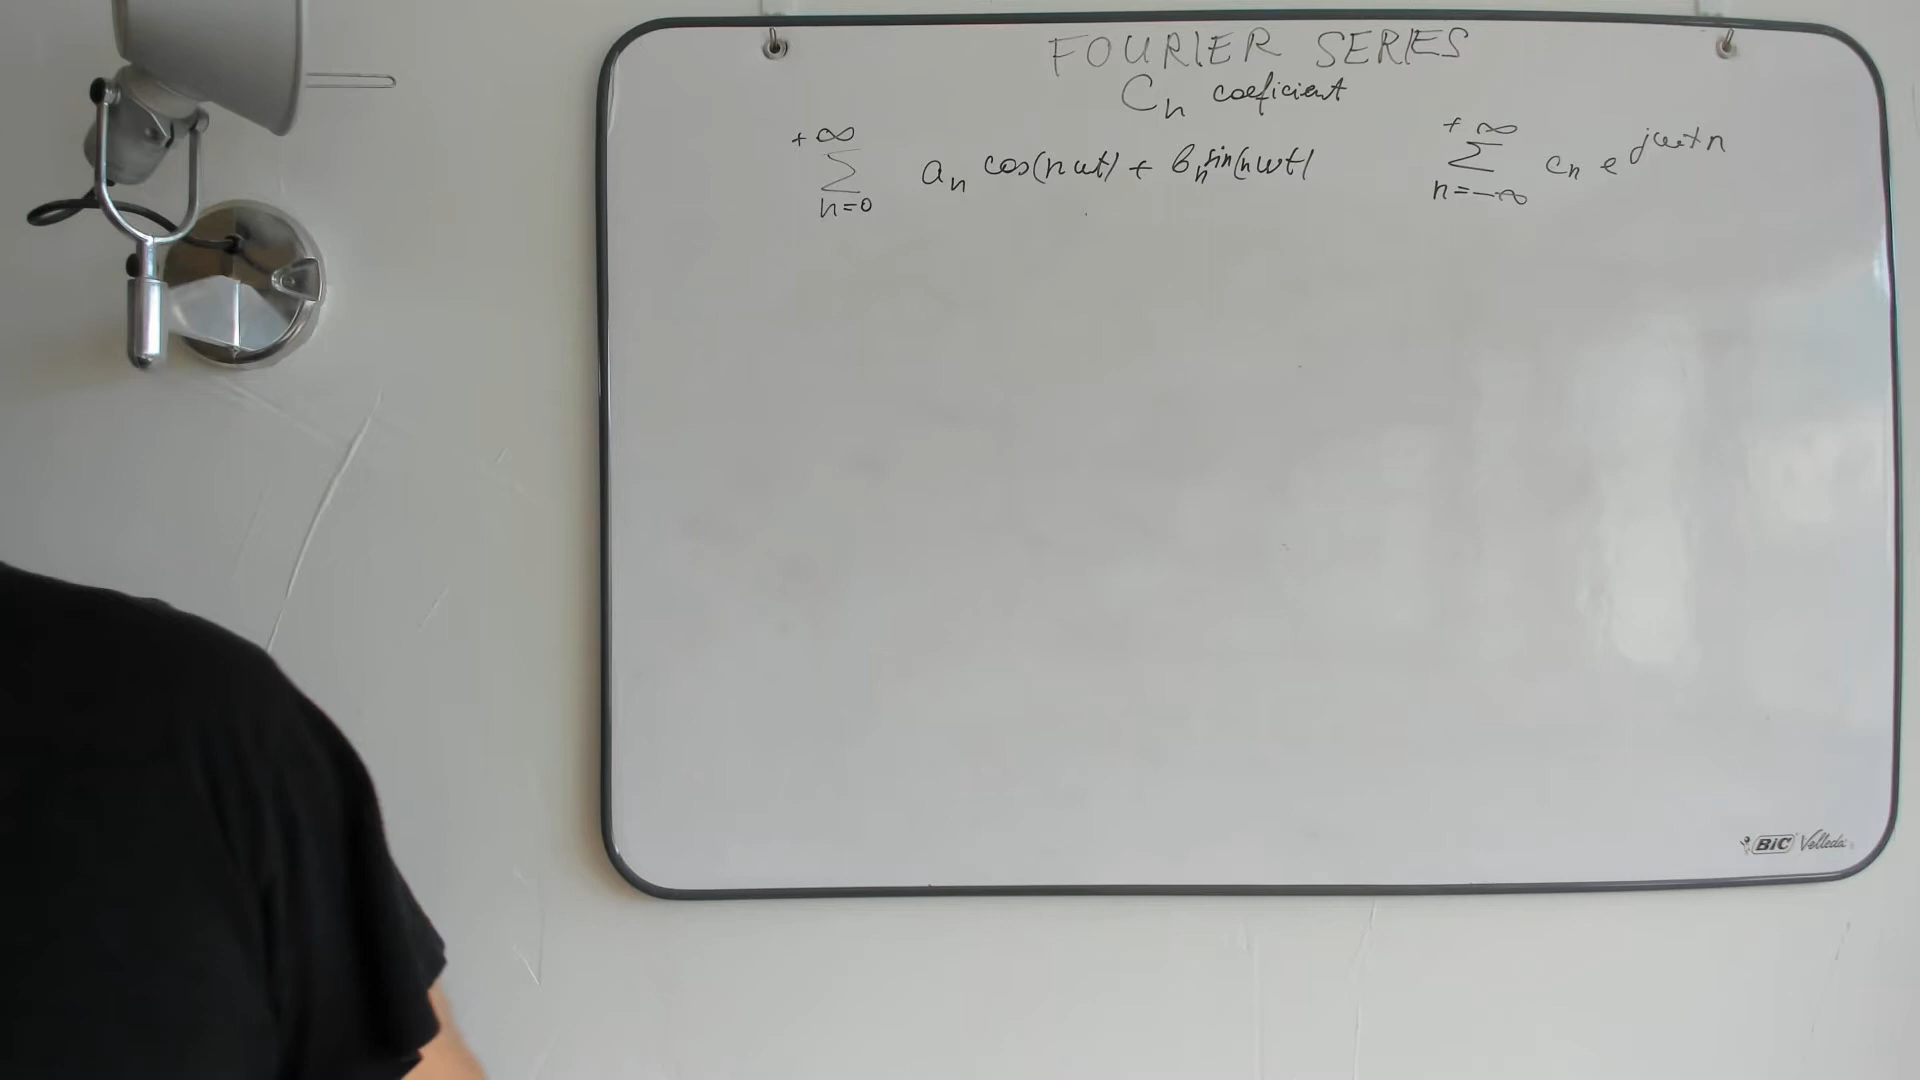 FOURIER SERIES
Cn coeficient
+∞ Σ n=0 an cos(nωt) + bn sin(nωt) +∞ Σ n=-∞ cn e^jωtn
BiC Velleda